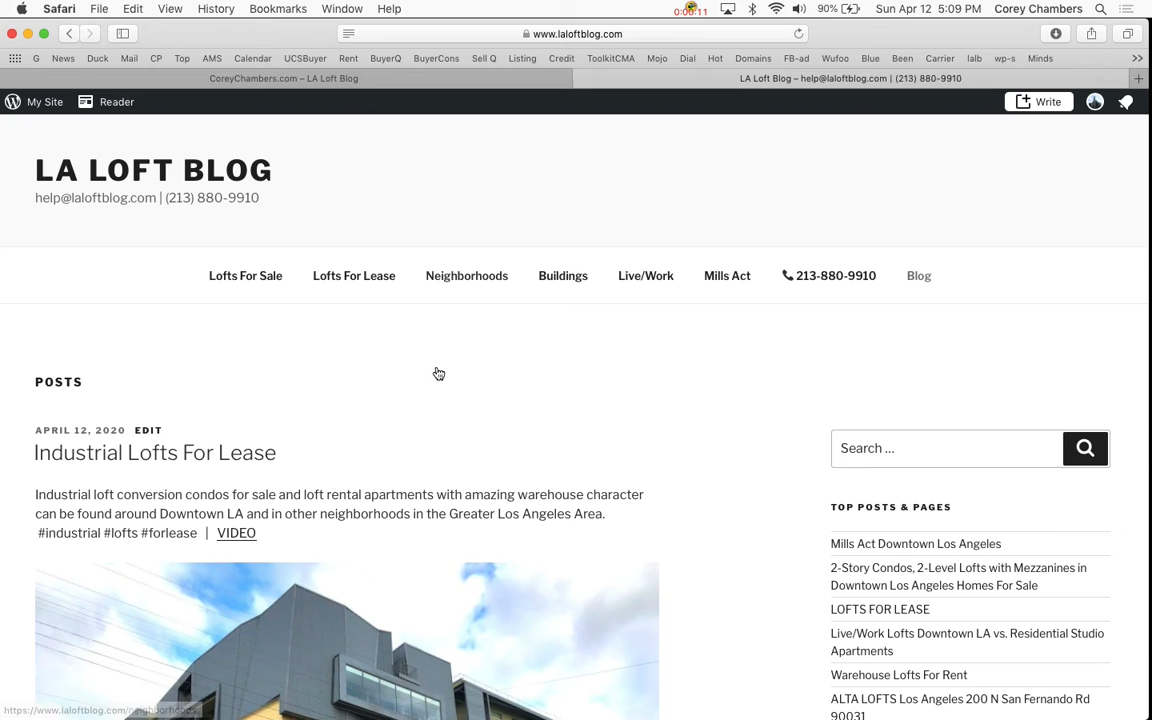 Safari File Edit View History Bookmarks Window Help 0:00:11 90% Sun Apr 12 5:09 PM Corey Chambers
www.laloftblog.com
G News Duck Mail CP Top AMS Calendar UCSBuyer Rent BuyerQ BuyerCons Sell Q Listing Credit ToolkitCMA Mojo Dial Hot Domains FB-ad Wufoo Blue Been Carrier lalb wp-s Minds
CoreyChambers.com – LA Loft Blog LA Loft Blog – help@laloftblog.com | (213) 880-9910
My Site Reader Write
LA LOFT BLOG
help@laloftblog.com | (213) 880-9910
Lofts For Sale Lofts For Lease Neighborhoods Buildings Live/Work Mills Act 213-880-9910 Blog
POSTS
APRIL 12, 2020 EDIT
Industrial Lofts For Lease
Industrial loft conversion condos for sale and loft rental apartments with amazing warehouse character
can be found around Downtown LA and in other neighborhoods in the Greater Los Angeles Area.
#industrial #lofts #forlease | VIDEO
Search …
TOP POSTS & PAGES
Mills Act Downtown Los Angeles
2-Story Condos, 2-Level Lofts with Mezzanines in
Downtown Los Angeles Homes For Sale
LOFTS FOR LEASE
Live/Work Lofts Downtown LA vs. Residential Studio
Apartments
Warehouse Lofts For Rent
ALTA LOFTS Los Angeles 200 N San Fernando Rd
90031
https://www.laloftblog.com/neighborhoods